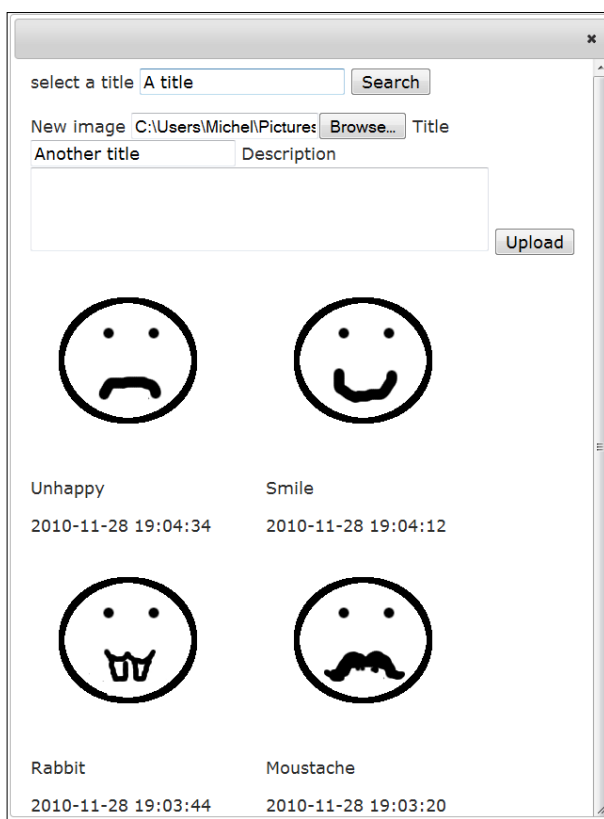 select a title A title Search
New image C:\Users\Michel\Pictures Browse... Title
Another title Description
Upload
Unhappy Smile
2010-11-28 19:04:34 2010-11-28 19:04:12
Rabbit Moustache
2010-11-28 19:03:44 2010-11-28 19:03:20